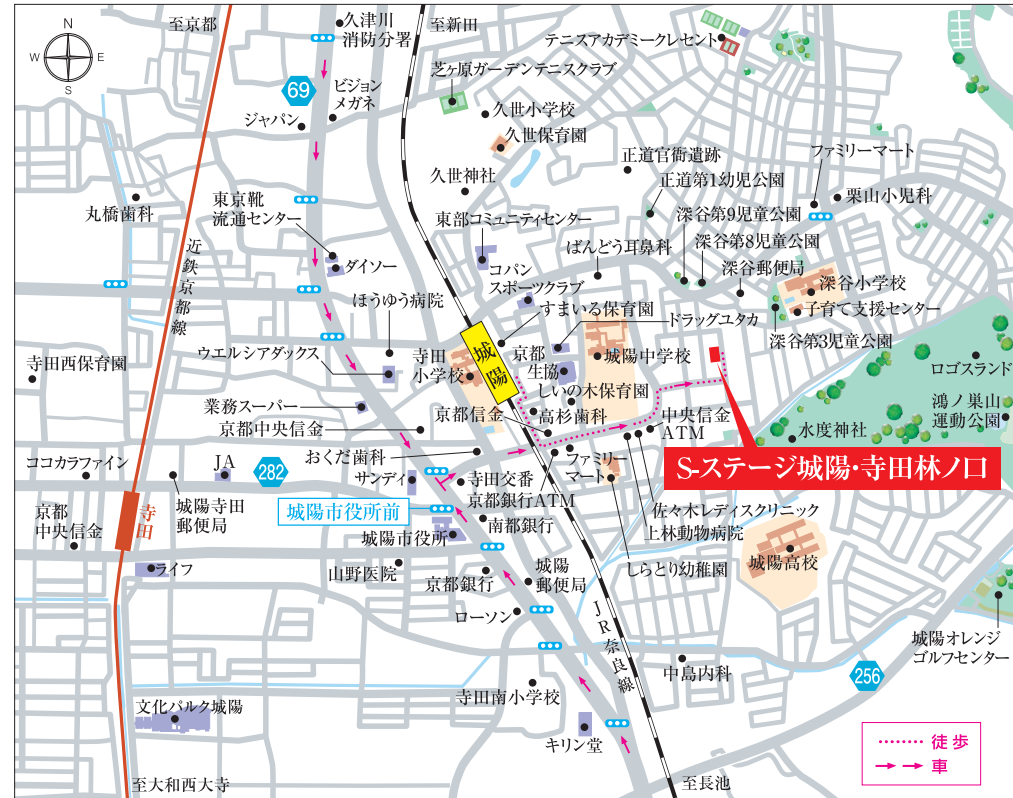 至京都
久津川
消防分署
至新田
テニスアカデミークレセント
N
W
E
S
芝ヶ原ガーデンテニスクラブ
69
ビジョン
メガネ
ジャパン
久世小学校
久世保育園
正道官衙遺跡
ファミリーマート
久世神社
正道第1幼児公園
栗山小児科
丸橋歯科
東京靴
流通センター
東部コミュニティセンター
深谷第9児童公園
ばんどう耳鼻科
深谷第8児童公園
近鉄京都線
ダイソー
コパン
スポーツクラブ
深谷郵便局
深谷小学校
ほうゆう病院
すまいる保育園
ドラッグユタカ
子育て支援センター
深谷第3児童公園
ウエルシアダックス
寺田
小学校
城陽
京都
生協
城陽中学校
寺田西保育園
ロゴスランド
しいの木保育園
業務スーパー
京都信金
高杉歯科
中央信金
ATM
鴻ノ巣山
運動公園
京都中央信金
水度神社
おくだ歯科
ファミリー
マート
S-ステージ城陽・寺田林ノ口
ココカラファイン
JA
282
サンディ
寺田交番
京都銀行ATM
城陽寺田
郵便局
京都
中央信金
寺田
城陽市役所前
南都銀行
佐々木レディスクリニック
上林動物病院
城陽市役所
しらとり幼稚園
城陽高校
ライフ
山野医院
京都銀行
城陽
郵便局
ローソン
JR奈良線
城陽オレンジ
ゴルフセンター
中島内科
256
寺田南小学校
文化パルク城陽
キリン堂
徒歩
車
至大和西大寺
至長池